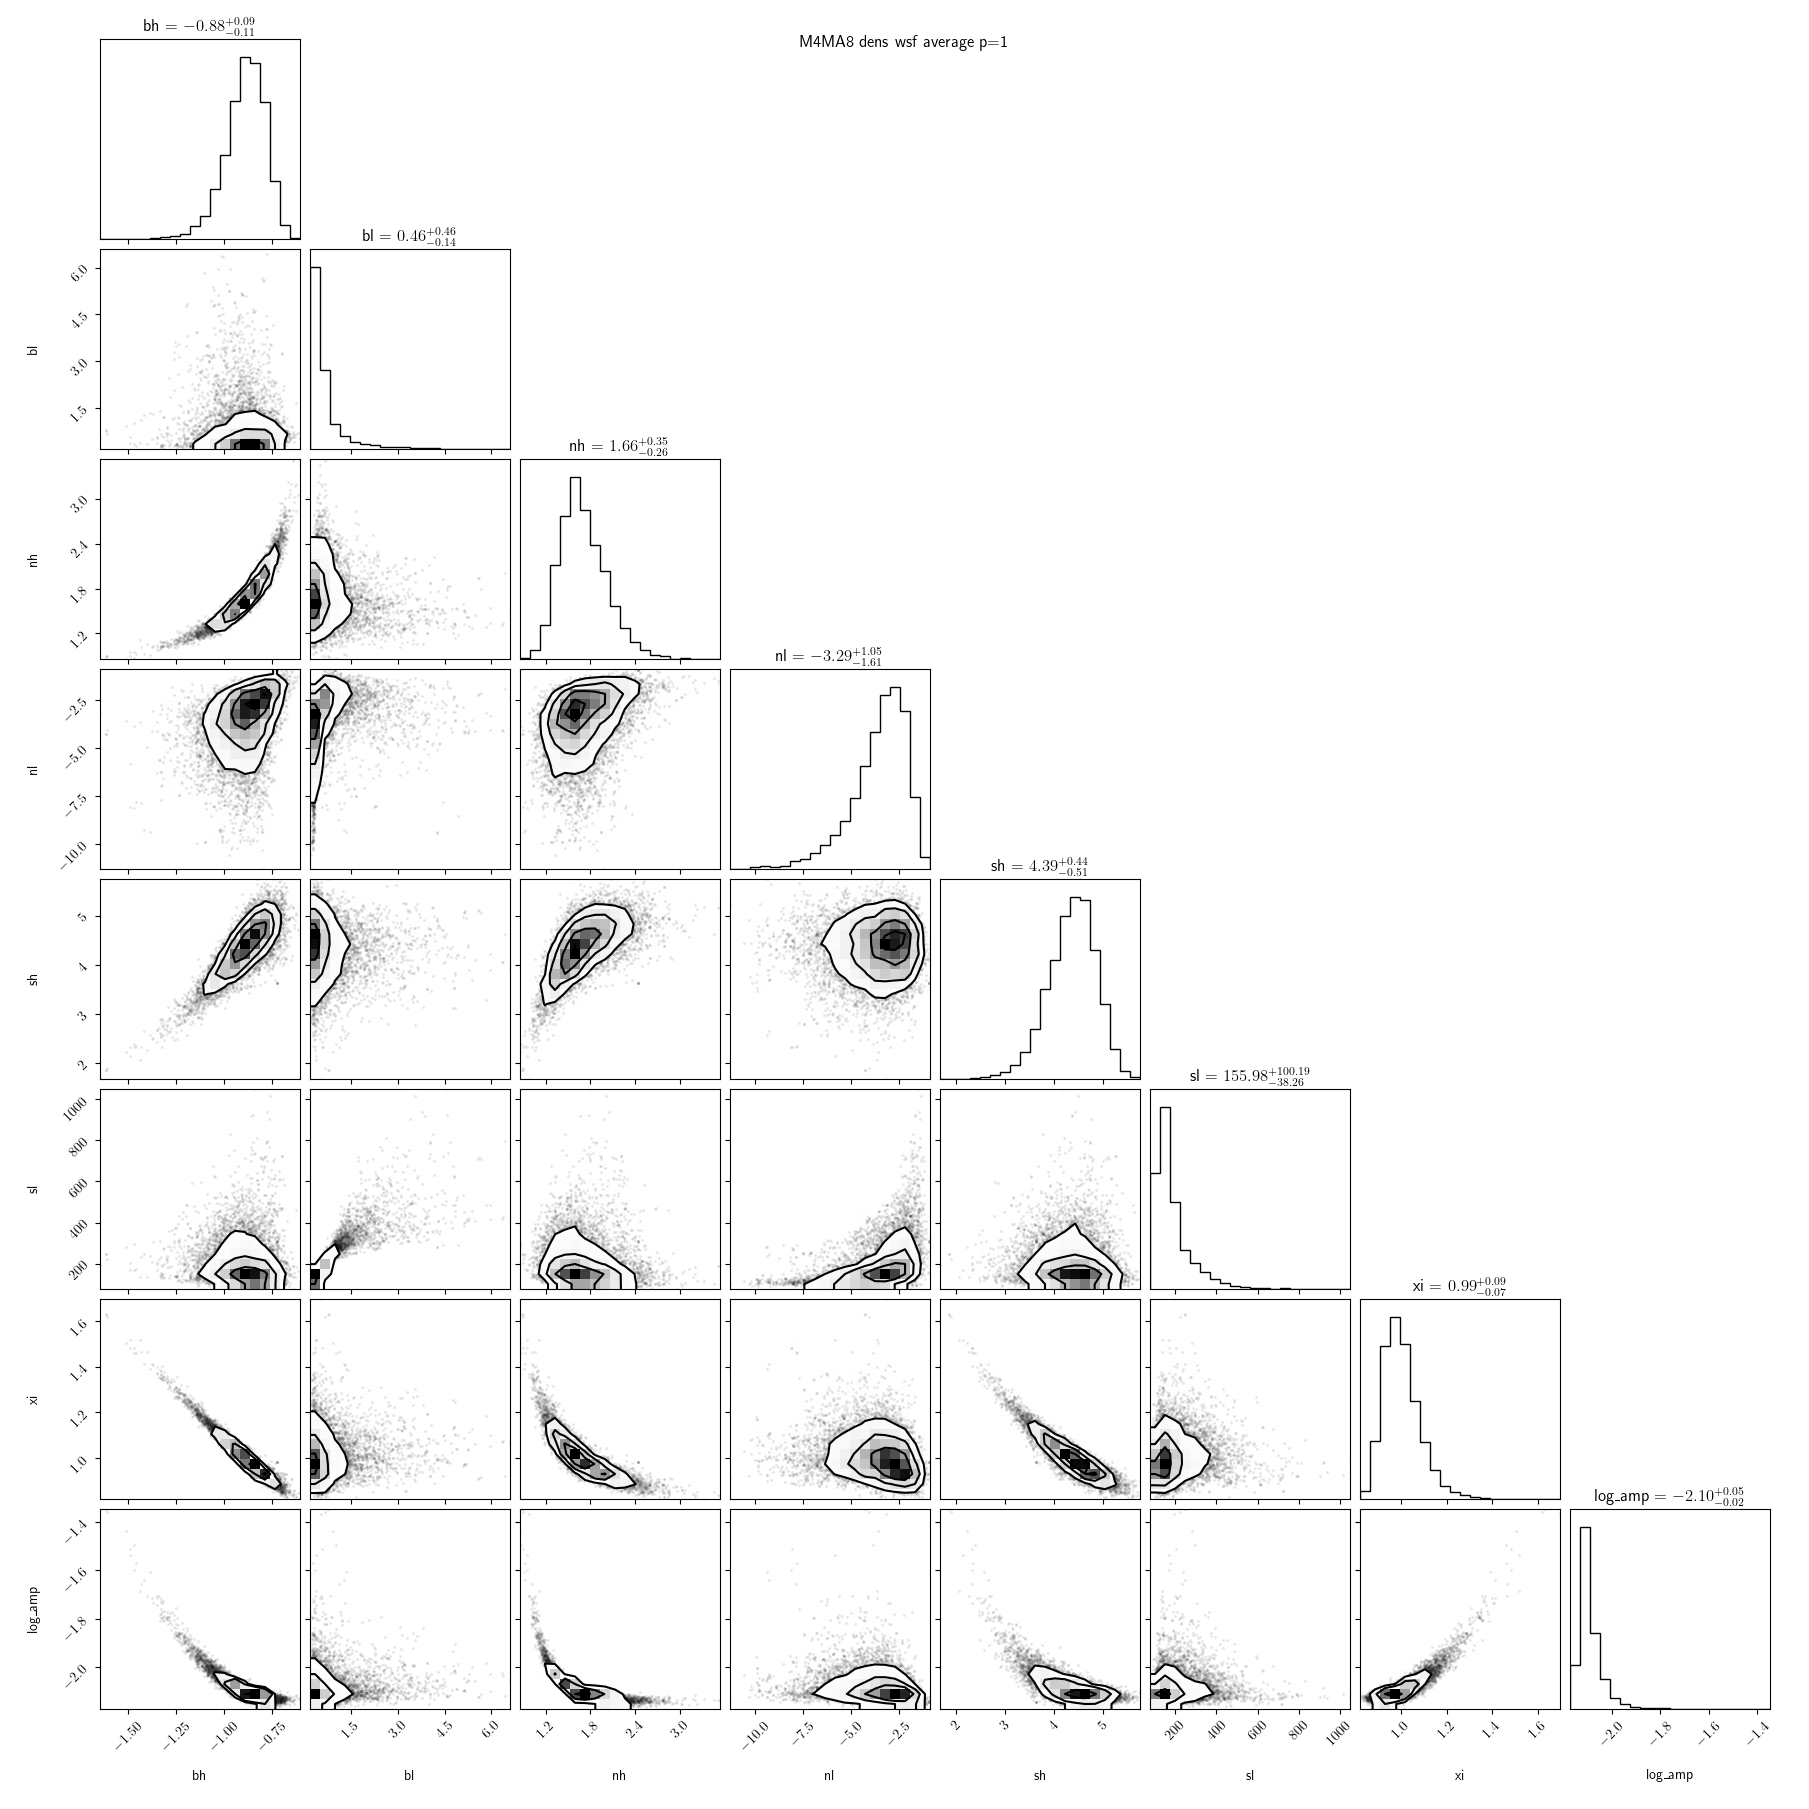 bh = −0.88+0.09−0.11
M4MA8 dens wsf average p=1
bl = 0.46+0.46−0.14
6.0
4.5
3.0
1.5
bl
nh = 1.66+0.35−0.26
3.0
2.4
1.8
1.2
nh
nl = −3.29+1.05−1.61
−2.5
−5.0
−7.5
−10.0
nl
sh = 4.39+0.44−0.51
5
4
3
2
sh
sl = 155.98+100.19−38.26
1000
800
600
400
200
sl
xi = 0.99+0.09−0.07
1.6
1.4
1.2
1.0
xi
log_amp = −2.10+0.05−0.02
−1.4
−1.6
−1.8
−2.0
log_amp
−1.50 −1.25 −1.00 −0.75 1.5 3.0 4.5 6.0 1.2 1.8 2.4 3.0 −10.0 −7.5 −5.0 −2.5 2 3 4 5 200 400 600 800 1000 1.0 1.2 1.4 1.6 −2.0 −1.8 −1.6 −1.4
bh bl nh nl sh sl xi log_amp